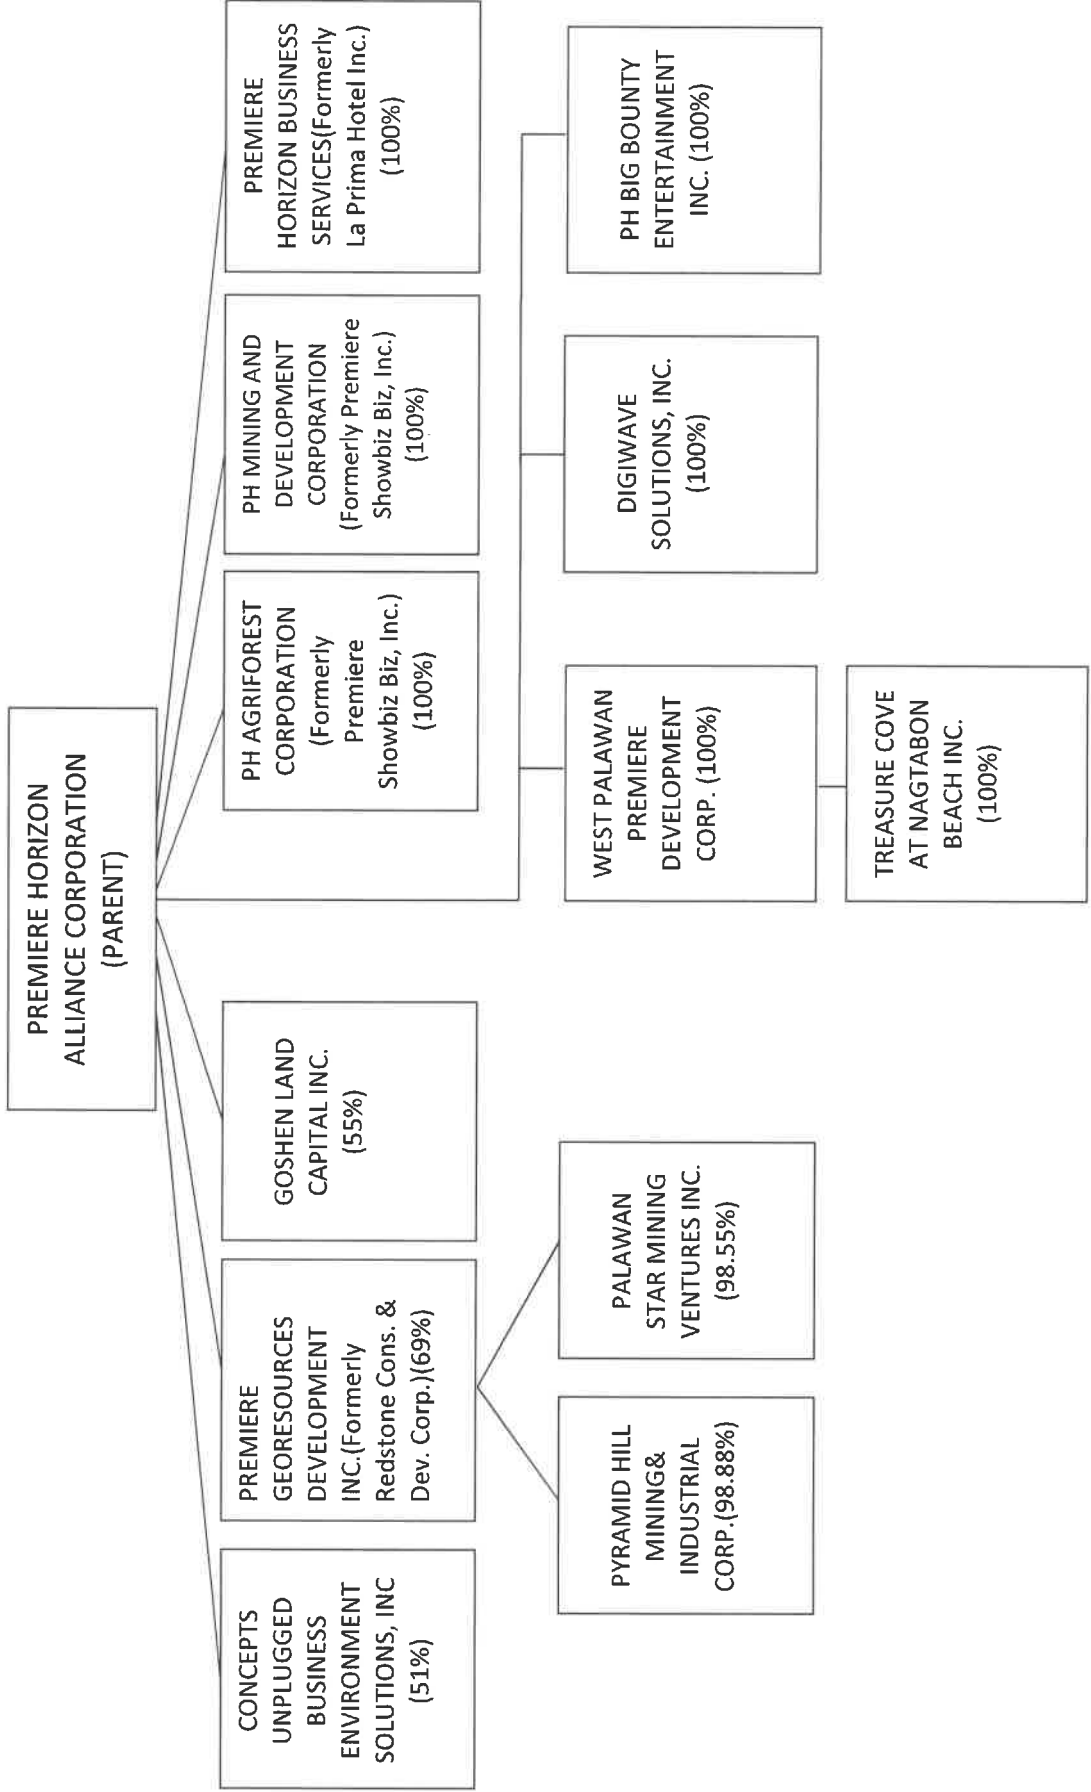 PREMIERE HORIZON
ALLIANCE CORPORATION
(PARENT)
CONCEPTS
UNPLUGGED
BUSINESS
ENVIRONMENT
SOLUTIONS, INC
(51%)
PREMIERE
GEORESOURCES
DEVELOPMENT
INC.(Formerly
Redstone Cons. &
Dev. Corp.)(69%)
GOSHEN LAND
CAPITAL INC.
(55%)
PH AGRIFOREST
CORPORATION
(Formerly
Premiere
Showbiz Biz, Inc.)
(100%)
PH MINING AND
DEVELOPMENT
CORPORATION
(Formerly Premiere
Showbiz Biz, Inc.)
(100%)
PREMIERE
HORIZON BUSINESS
SERVICES(Formerly
La Prima Hotel Inc.)
(100%)
PYRAMID HILL
MINING&
INDUSTRIAL
CORP.(98.88%)
PALAWAN
STAR MINING
VENTURES INC.
(98.55%)
WEST PALAWAN
PREMIERE
DEVELOPMENT
CORP. (100%)
DIGIWAVE
SOLUTIONS, INC.
(100%)
PH BIG BOUNTY
ENTERTAINMENT
INC. (100%)
TREASURE COVE
AT NAGTABON
BEACH INC.
(100%)